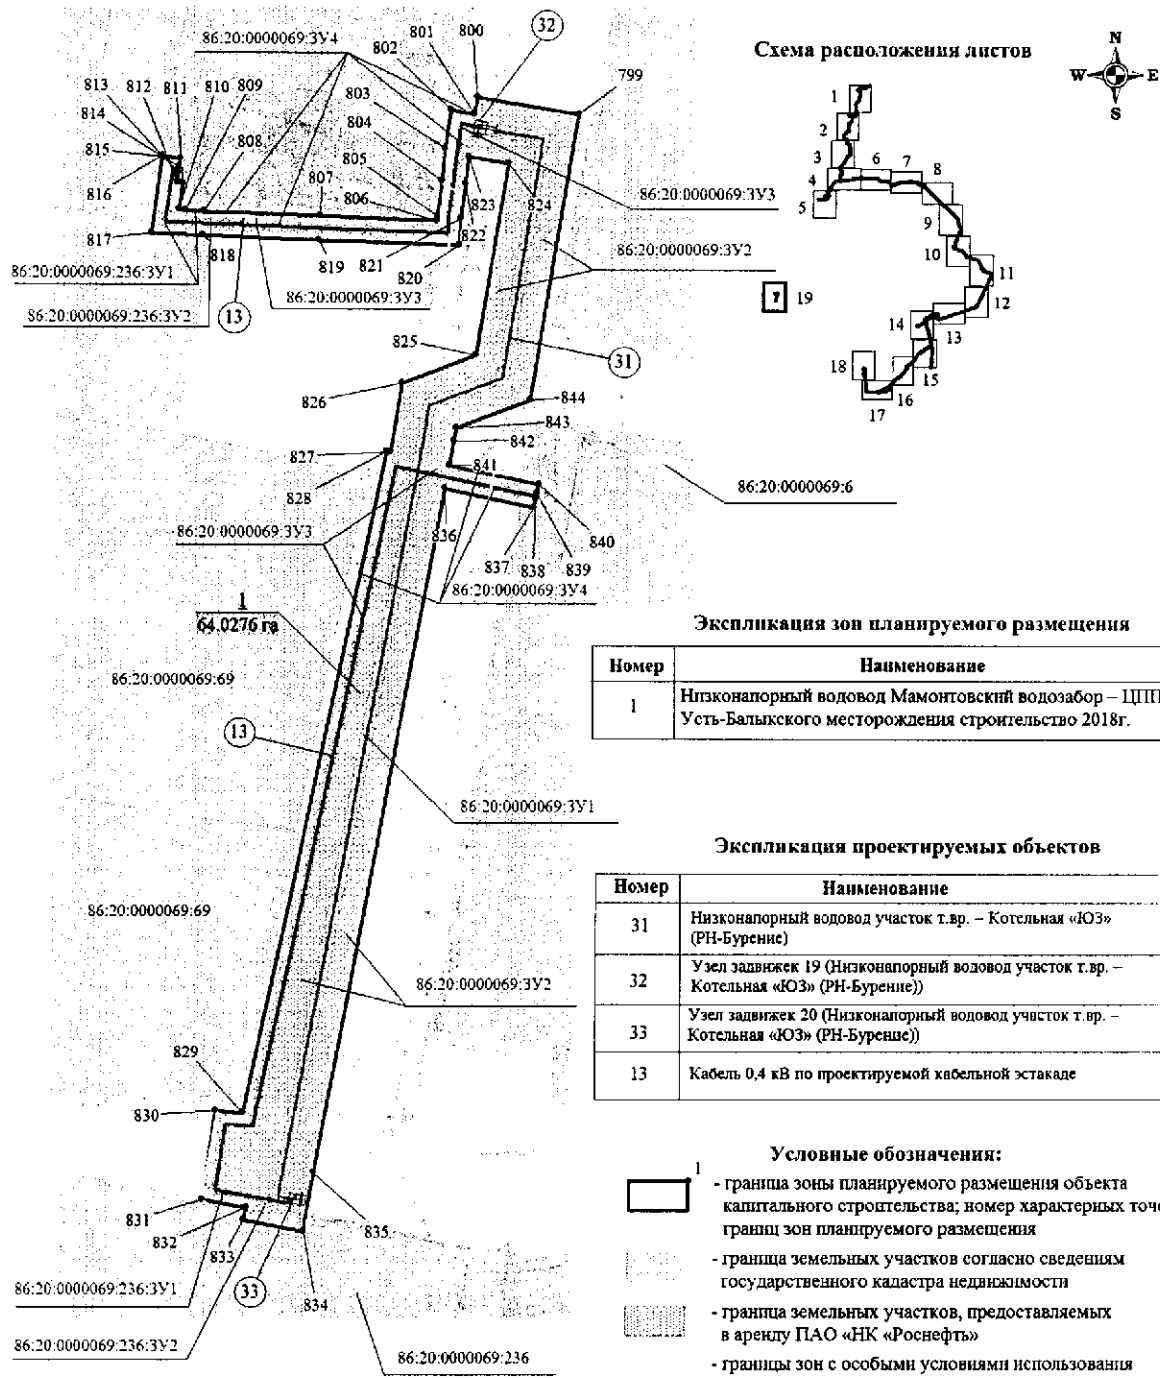 32
801
800
802
86:20:0000069:ЗУ4
799
Схема расположения листов
N
W
E
S
813
812
811
810
809
814
803
815
804
816
808
805
807
806
823
824
86:20:0000069:ЗУ3
822
817
818
819
821
820
86:20:0000069:ЗУ2
86:20:0000069:236:ЗУ1
86:20:0000069:ЗУ3
86:20:0000069:236:ЗУ2
13
1
2
3
4
5
6
7
8
9
10
11
12
13
14
15
16
17
18
19
825
31
826
844
843
842
827
841
828
86:20:0000069:6
86:20:0000069:ЗУ3
836
840
837
838
839
86:20:0000069:ЗУ4
1
64.0276 га
86:20:0000069:69
13
Экспликация зон планируемого размещения
Номер
Наименование
1
Низконапорный водовод Мамонтовский водозабор – ЦПП
Усть-Балыкского месторождения строительство 2018г.
86:20:0000069:ЗУ1
Экспликация проектируемых объектов
Номер
Наименование
31
Низконапорный водовод участок т.вр. – Котельная «ЮЗ»
(РН-Бурение)
32
Узел задвижек 19 (Низконапорный водовод участок т.вр. –
Котельная «ЮЗ» (РН-Бурение))
33
Узел задвижек 20 (Низконапорный водовод участок т.вр. –
Котельная «ЮЗ» (РН-Бурение))
13
Кабель 0,4 кВ по проектируемой кабельной эстакаде
86:20:0000069:69
86:20:0000069:ЗУ2
829
830
831
832
833
835
834
33
86:20:0000069:236:ЗУ1
86:20:0000069:236:ЗУ2
86:20:0000069:236
Условные обозначения:
1
- граница зоны планируемого размещения объекта
капитального строительства; номер характерных точе
границ зон планируемого размещения
- граница земельных участков согласно сведениям
государственного кадастра недвижимости
- граница земельных участков, предоставляемых
в аренду ПАО «НК «Роснефть»
- границы зон с особыми условиями использования